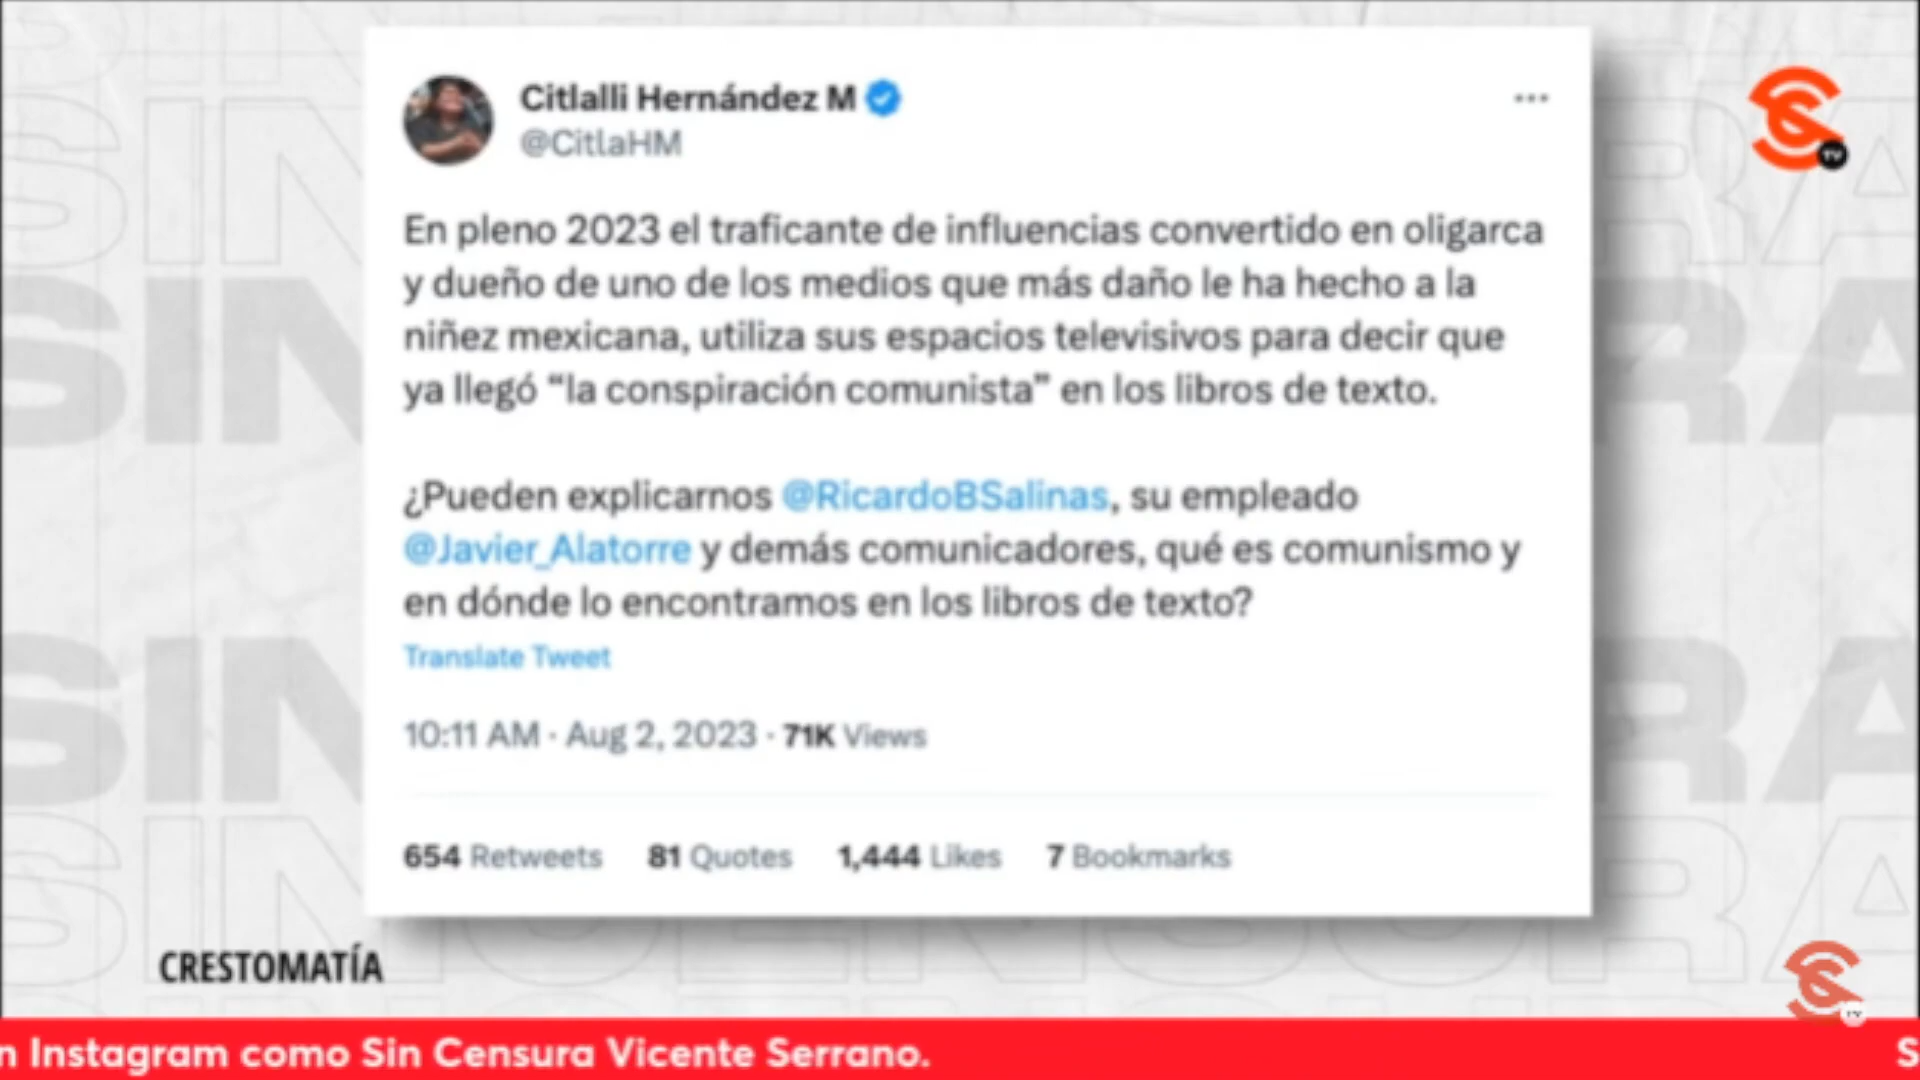 Citlalli Hernández M
@CitlaHM
En pleno 2023 el traficante de influencias convertido en oligarca
y dueño de uno de los medios que más daño le ha hecho a la
niñez mexicana, utiliza sus espacios televisivos para decir que
ya llegó “la conspiración comunista” en los libros de texto.
¿Pueden explicarnos @RicardoBSalinas, su empleado
@Javier_Alatorre y demás comunicadores, qué es comunismo y
en dónde lo encontramos en los libros de texto?
Translate Tweet
10:11 AM · Aug 2, 2023 · 71K Views
654 Retweets 81 Quotes 1,444 Likes 7 Bookmarks
CRESTOMATÍA
n Instagram como Sin Censura Vicente Serrano. S
SIN CENSURA
TV
TV